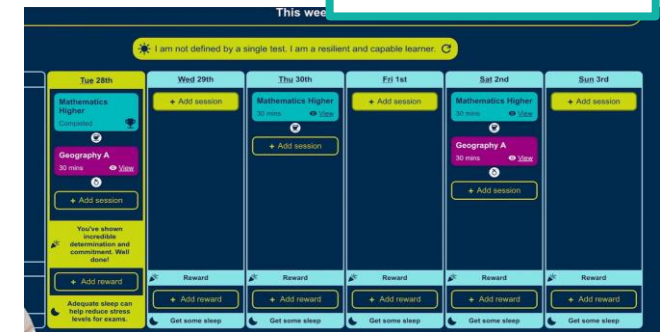 This wee
I am not defined by a single test. I am a resilient and capable learner.
Tue 28th
Mathematics
Higher
Completed
Geography A
30 mins View
+ Add session
You've shown
incredible
determination and
commitment. Well
done!
+ Add reward
Adequate sleep can
help reduce stress
levels for exams.
Wed 29th
+ Add session
Reward
+ Add reward
Get some sleep
Thu 30th
Mathematics Higher
30 mins View
+ Add session
Reward
+ Add reward
Get some sleep
Fri 1st
+ Add session
Reward
+ Add reward
Get some sleep
Sat 2nd
Mathematics Higher
30 mins View
Geography A
30 mins View
+ Add session
Reward
+ Add reward
Get some sleep
Sun 3rd
+ Add session
Reward
+ Add reward
Get some sleep